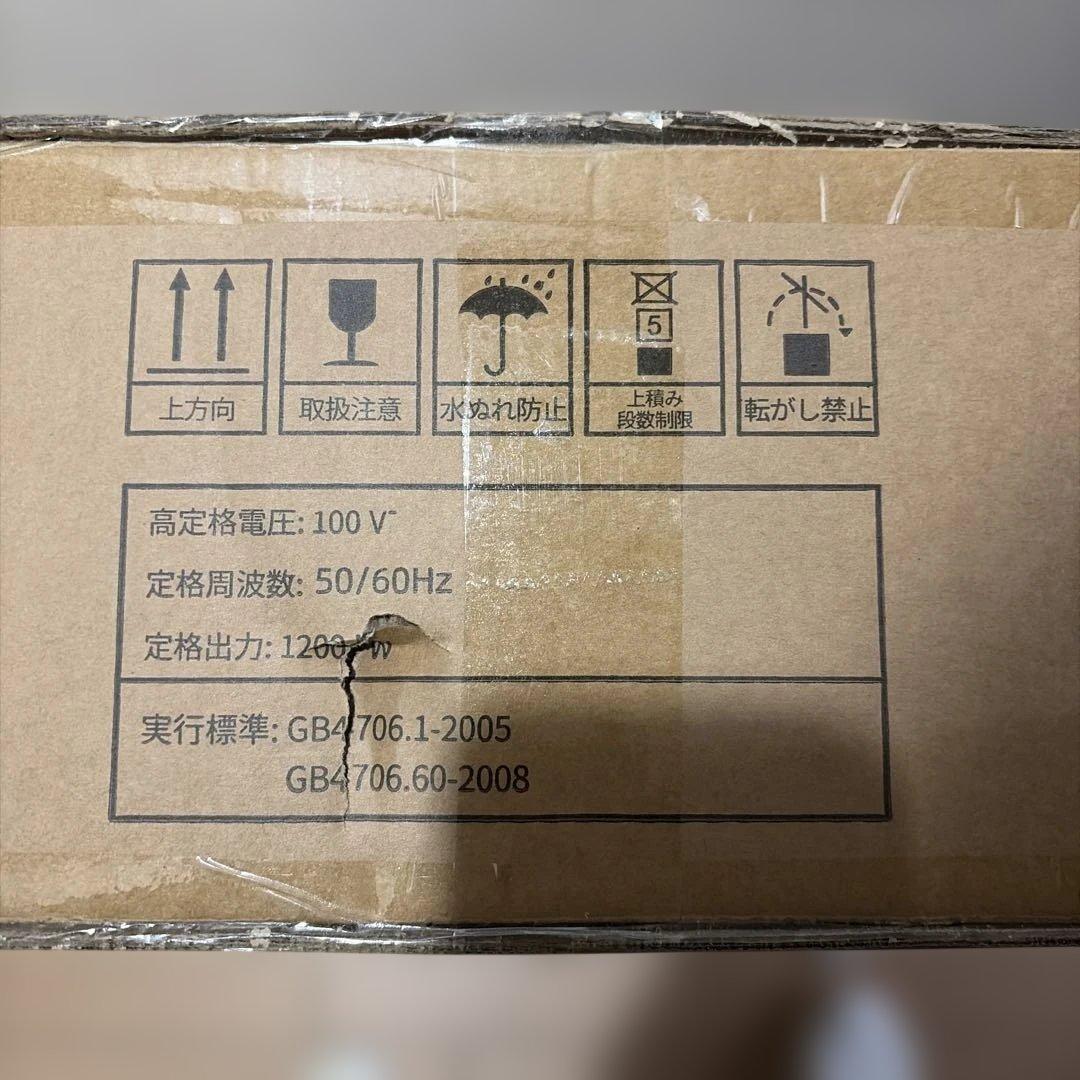 上方向
取扱注意
水ぬれ防止
5
上積み
段数制限
転がし禁止
高定格電圧: 100 V~
定格周波数: 50/60Hz
定格出力: 1200 W
実行標準: GB4706.1-2005
GB4706.60-2008